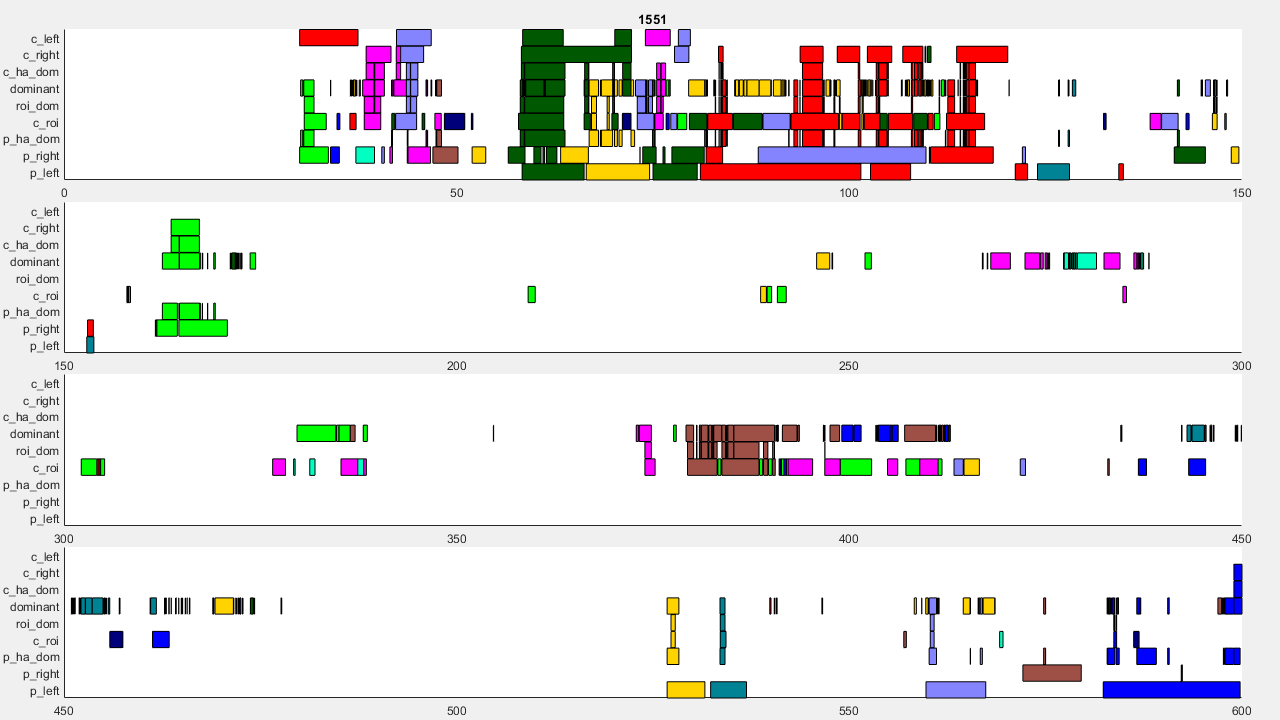 1551
c_left
c_right
c_ha_dom
dominant
roi_dom
c_roi
p_ha_dom
p_right
p_left
0 50 100 150
c_left
c_right
c_ha_dom
dominant
roi_dom
c_roi
p_ha_dom
p_right
p_left
150 200 250 300
c_left
c_right
c_ha_dom
dominant
roi_dom
c_roi
p_ha_dom
p_right
p_left
300 350 400 450
c_left
c_right
c_ha_dom
dominant
roi_dom
c_roi
p_ha_dom
p_right
p_left
450 500 550 600